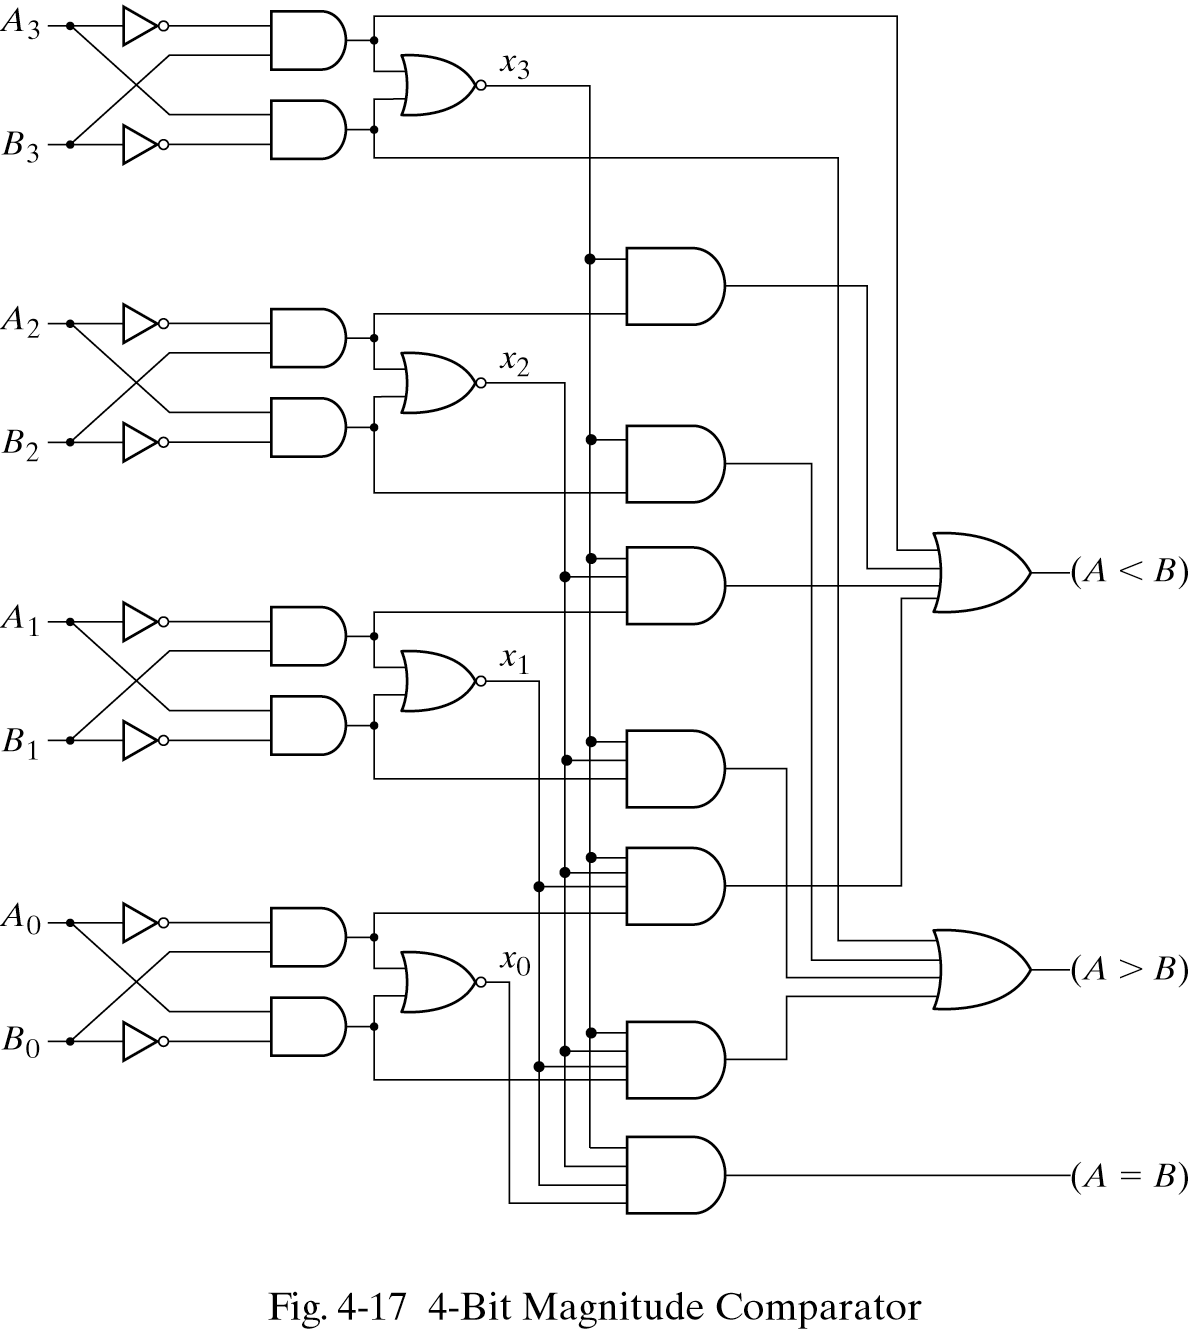 A3
x3
B3
A2
x2
B2
(A < B)
A1
x1
B1
A0
x0
(A > B)
B0
(A = B)
Fig. 4-17 4-Bit Magnitude Comparator